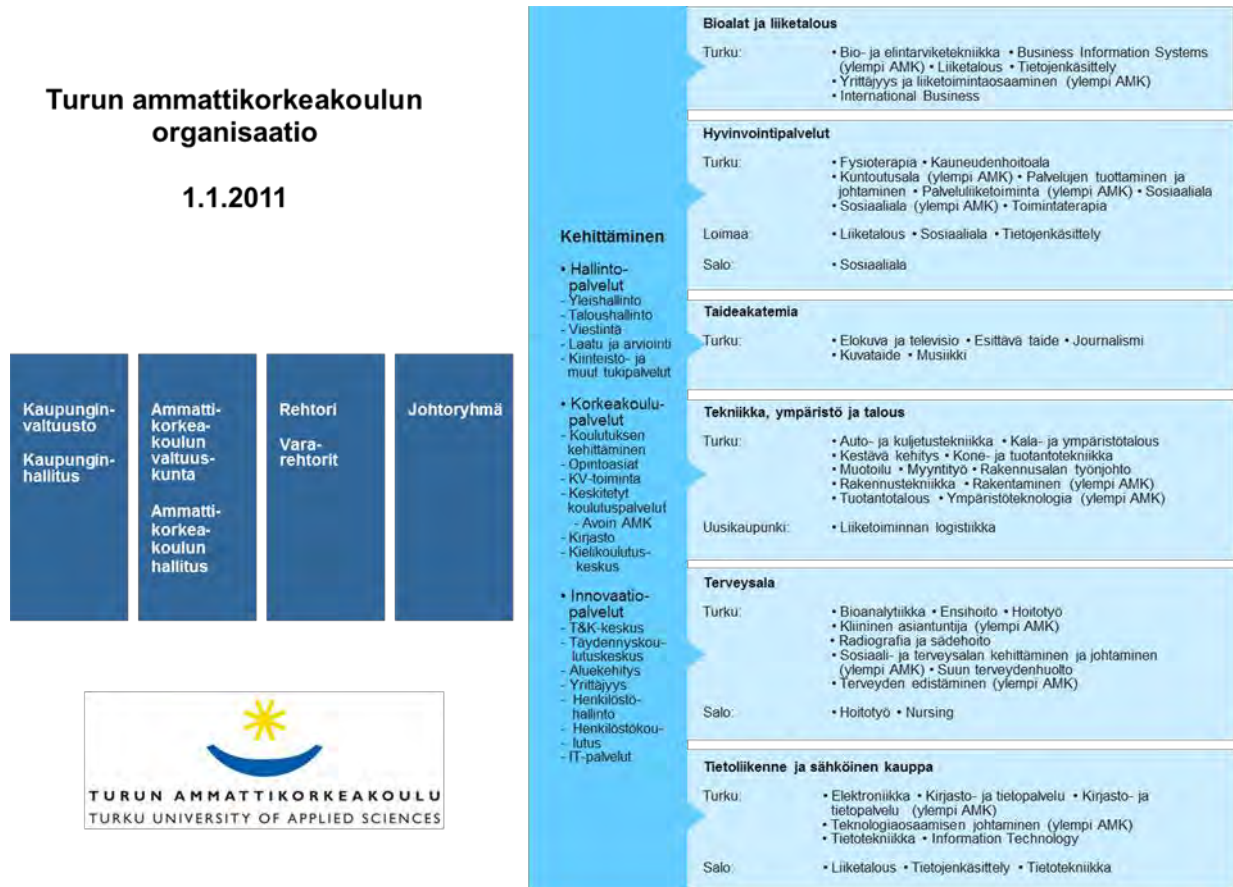 Turun ammattikorkeakoulun
organisaatio
1.1.2011
Kaupungin-
valtuusto
Kaupungin-
hallitus
Ammatti-
korkea-
koulun
valtuus-
kunta
Ammatti-
korkea-
koulun
hallitus
Rehtori
Vara-
rehtorit
Johtoryhmä
TURUN AMMATTIKORKEAKOULU
TURKU UNIVERSITY OF APPLIED SCIENCES
Kehittäminen
• Hallinto-
palvelut
- Yleishallinto
- Taloushallinto
- Viestintä
- Laatu ja arviointi
- Kiinteistö- ja
muut tukipalvelut
• Korkeakoulu-
palvelut
- Koulutuksen
kehittäminen
- Opintoasiat
- KV-toiminta
- Keskitetyt
koulutuspalvelut
- Avoin AMK
- Kirjasto
- Kielikoulutus-
keskus
• Innovaatio-
palvelut
- T&K-keskus
- Täydennyskou-
lutuskeskus
- Aluekehitys
- Yrittäjyys
- Henkilöstö-
hallinto
- Henkilöstökou-
- lutus
- IT-palvelut
Bioalat ja liiketalous
Turku: • Bio- ja elintarviketekniikka • Business Information Systems
(ylempi AMK) • Liiketalous • Tietojenkäsittely
• Yrittäjyys ja liiketoimintaosaaminen (ylempi AMK)
• International Business
Hyvinvointipalvelut
Turku: • Fysioterapia • Kauneudenhoitoala
• Kuntoutusala (ylempi AMK) • Palvelujen tuottaminen ja
johtaminen • Palveluliiketoiminta (ylempi AMK) • Sosiaaliala
• Sosiaaliala (ylempi AMK) • Toimintaterapia
Loimaa: • Liiketalous • Sosiaaliala • Tietojenkäsittely
Salo: • Sosiaaliala
Taideakatemia
Turku: • Elokuva ja televisio • Esittävä taide • Journalismi
• Kuvataide • Musiikki
Tekniikka, ympäristö ja talous
Turku: • Auto- ja kuljetustekniikka • Kala- ja ympäristötalous
• Kestävä kehitys • Kone- ja tuotantotekniikka
• Muotoilu • Myyntityö • Rakennusalan työnjohto
• Rakennustekniikka • Rakentaminen (ylempi AMK)
• Tuotantotalous • Ympäristöteknologia (ylempi AMK)
Uusikaupunki: • Liiketoiminnan logistiikka
Terveysala
Turku: • Bioanalytiikka • Ensihoito • Hoitotyö
• Kliininen asiantuntija (ylempi AMK)
• Radiografia ja sädehoito
• Sosiaali- ja terveysalan kehittäminen ja johtaminen
(ylempi AMK) • Suun terveydenhuolto
• Terveyden edistäminen (ylempi AMK)
Salo: • Hoitotyö • Nursing
Tietoliikenne ja sähköinen kauppa
Turku: • Elektroniikka • Kirjasto- ja tietopalvelu • Kirjasto- ja
tietopalvelu (ylempi AMK)
• Teknologiaosaamisen johtaminen (ylempi AMK)
• Tietotekniikka • Information Technology
Salo: • Liiketalous • Tietojenkäsittely • Tietotekniikka